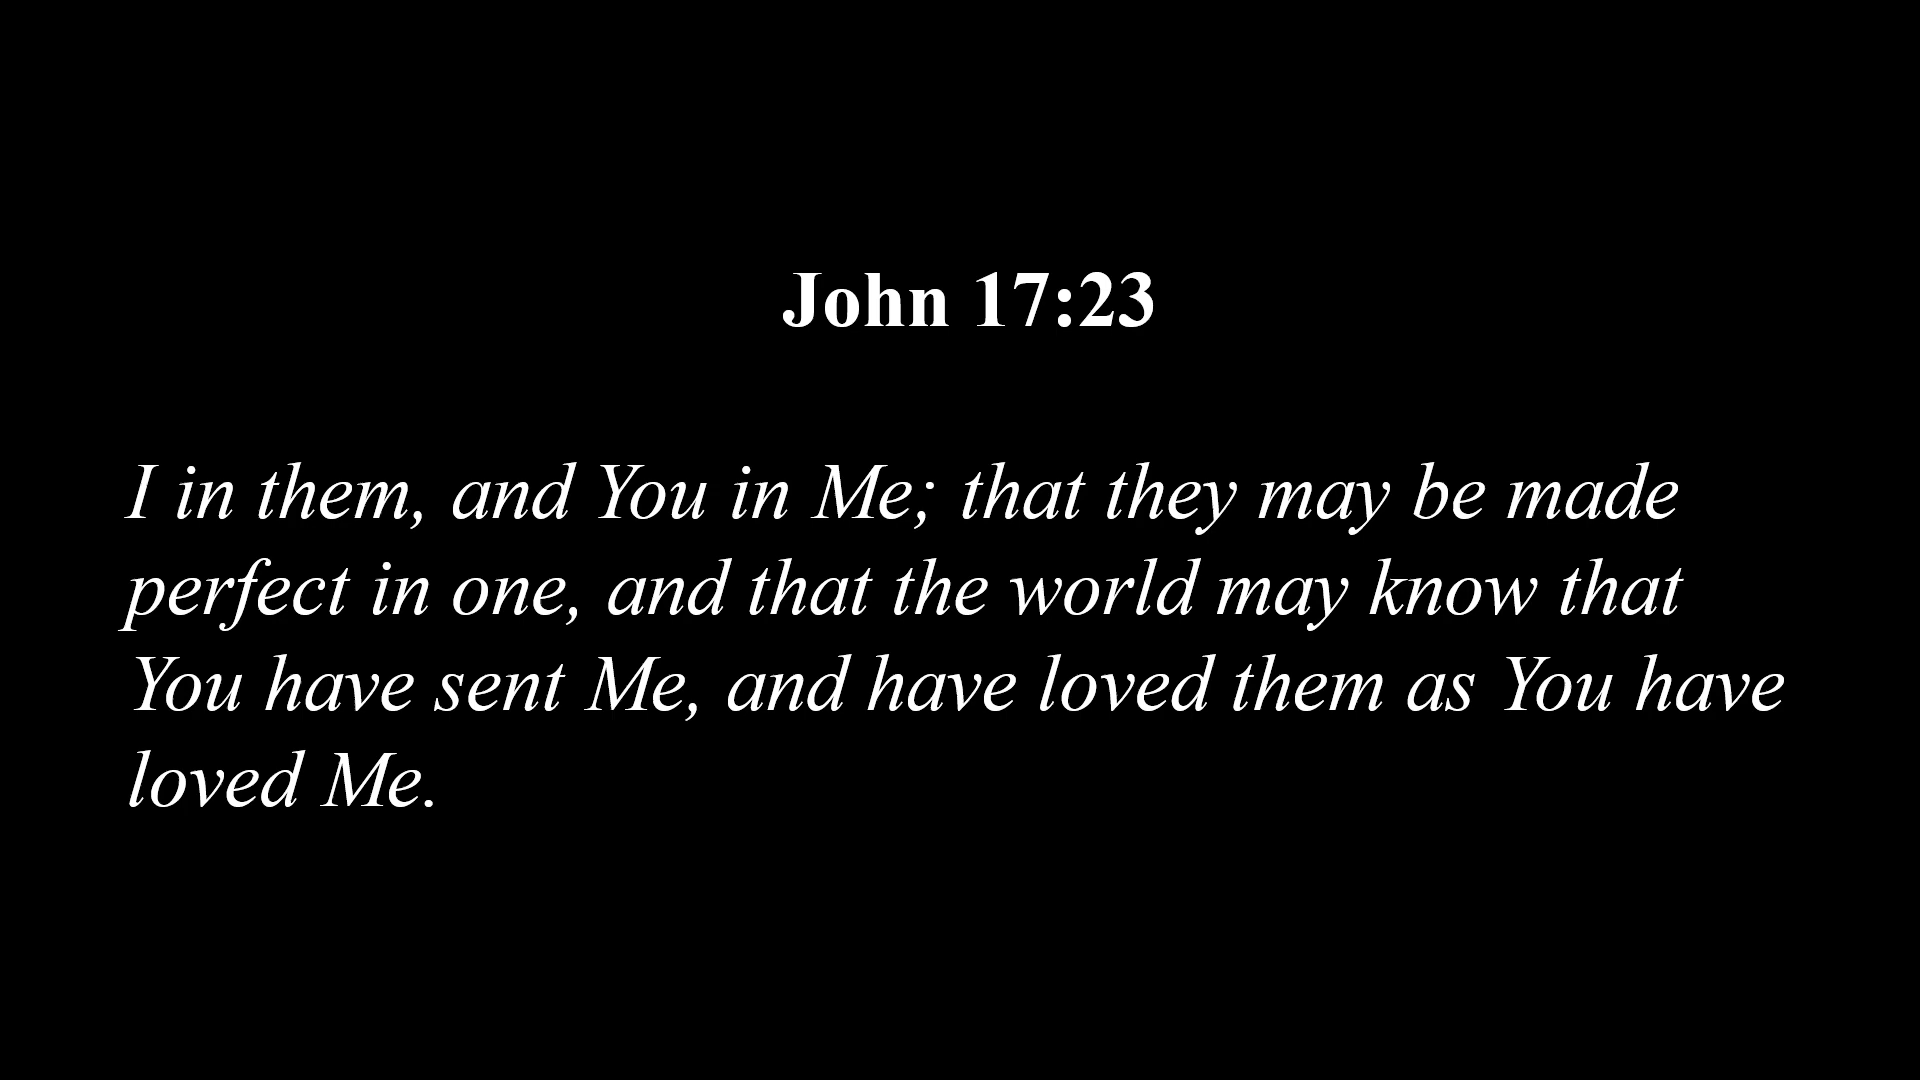 John 17:23
I in them, and You in Me; that they may be made
perfect in one, and that the world may know that
You have sent Me, and have loved them as You have
loved Me.